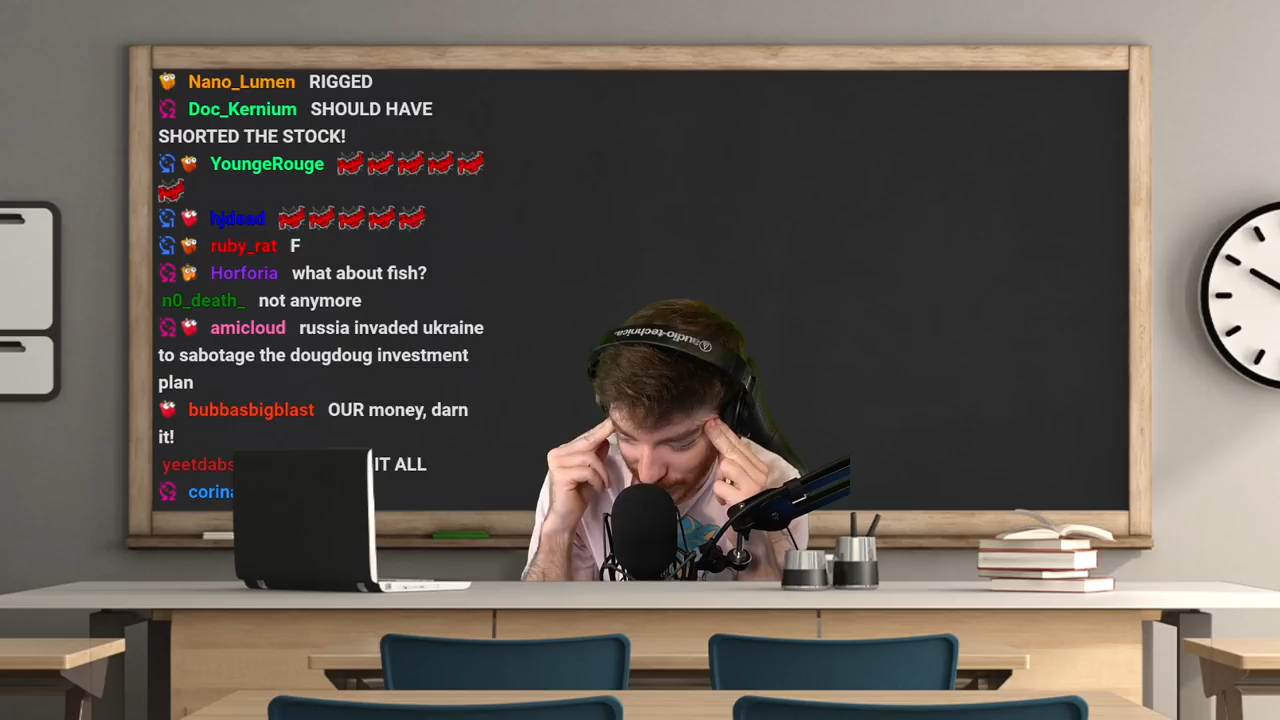 Nano_Lumen RIGGED
Doc_Kernium SHOULD HAVE
SHORTED THE STOCK!
YoungeRouge
hjdead
ruby_rat F
Horforia what about fish?
n0_death_ not anymore
amicloud russia invaded ukraine
to sabotage the dougdoug investment
plan
bubbasbigblast OUR money, darn
it!
yeetdabs IT ALL
corina
audio-technica